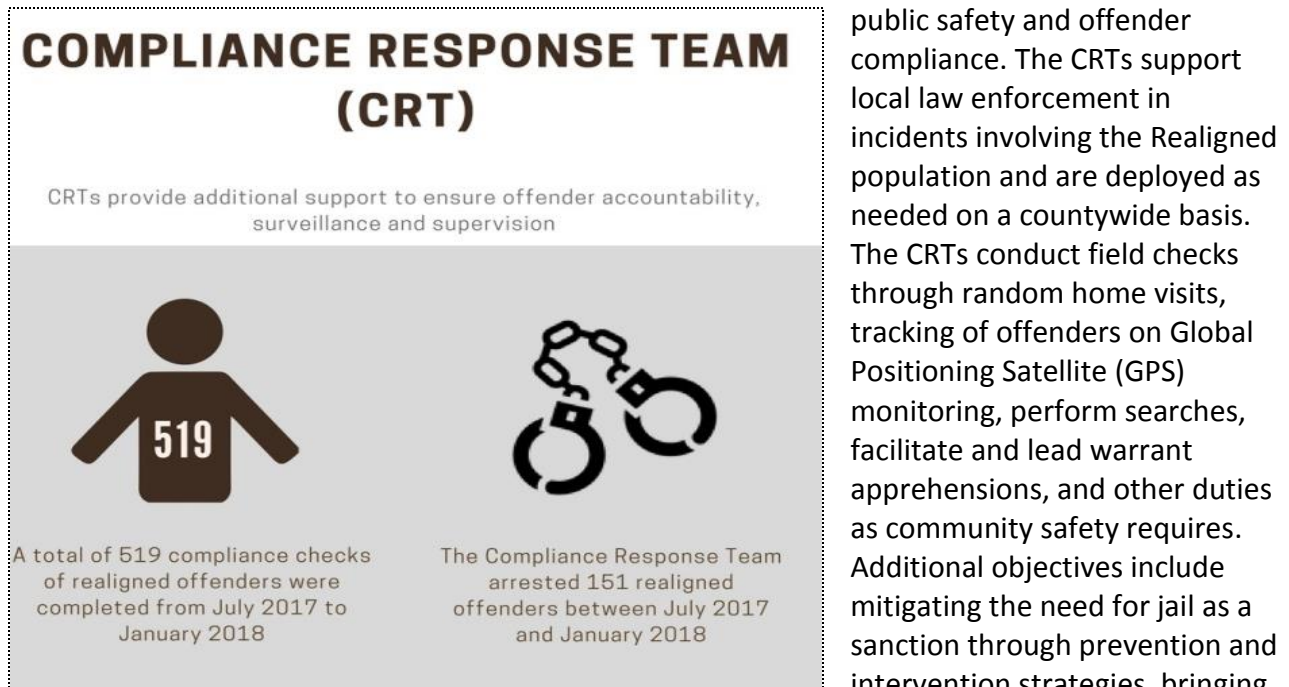 COMPLIANCE RESPONSE TEAM
(CRT)
CRTs provide additional support to ensure offender accountability,
surveillance and supervision
519
A total of 519 compliance checks
of realigned offenders were
completed from July 2017 to
January 2018
The Compliance Response Team
arrested 151 realigned
offenders between July 2017
and January 2018
public safety and offender
compliance. The CRTs support
local law enforcement in
incidents involving the Realigned
population and are deployed as
needed on a countywide basis.
The CRTs conduct field checks
through random home visits,
tracking of offenders on Global
Positioning Satellite (GPS)
monitoring, perform searches,
facilitate and lead warrant
apprehensions, and other duties
as community safety requires.
Additional objectives include
mitigating the need for jail as a
sanction through prevention and
intervention strategies, bringing